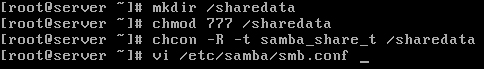 [root@server ~]# mkdir /sharedata
[root@server ~]# chmod 777 /sharedata
[root@server ~]# chcon -R -t samba_share_t /sharedata
[root@server ~]# vi /etc/samba/smb.conf _